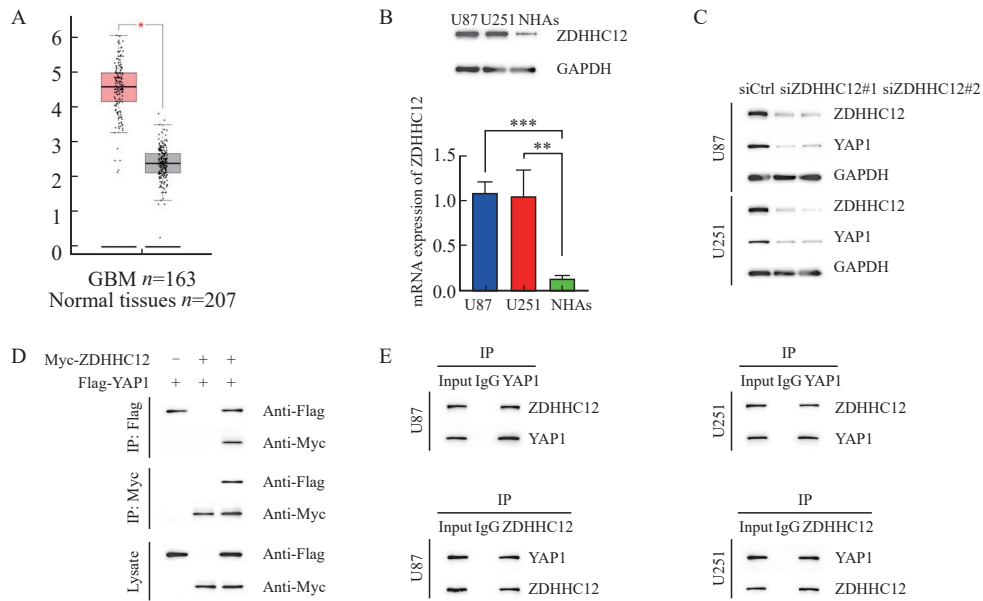 A
*
6
5
4
3
2
1
0
GBM n=163
Normal tissues n=207
B
U87 U251 NHAs
ZDHHC12
GAPDH
mRNA expression of ZDHHC12
***
**
1.5
1.0
0.5
0.0
U87 U251 NHAs
C
siCtrl siZDHHC12#1 siZDHHC12#2
U87
ZDHHC12
YAP1
GAPDH
U251
ZDHHC12
YAP1
GAPDH
D
Myc-ZDHHC12 − + +
Flag-YAP1 + + +
IP: Flag
Anti-Flag
Anti-Myc
IP: Myc
Anti-Flag
Anti-Myc
Lysate
Anti-Flag
Anti-Myc
E
IP
Input IgG YAP1
U87
ZDHHC12
YAP1
IP
Input IgG YAP1
U251
ZDHHC12
YAP1
IP
Input IgG ZDHHC12
U87
YAP1
ZDHHC12
IP
Input IgG ZDHHC12
U251
YAP1
ZDHHC12